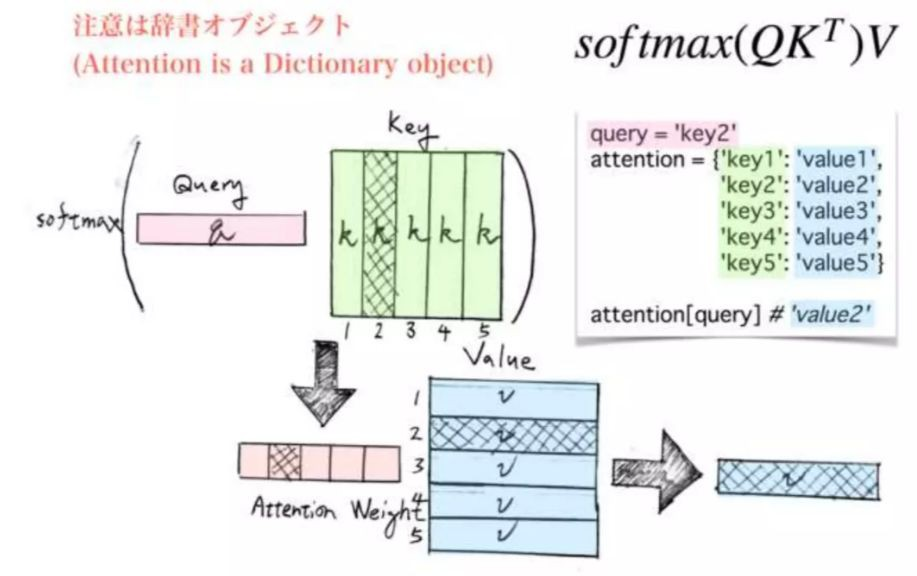 注意は辞書オブジェクト
(Attention is a Dictionary object)
softmax(QK^T)V
query = 'key2'
attention = {'key1': 'value1',
'key2': 'value2',
'key3': 'value3',
'key4': 'value4',
'key5': 'value5'}
attention[query] # 'value2'
Key
Query
softmax
q
k k k k k
1 2 3 4 5
Value
1 v
2 v
3 v
4 v
5 v
Attention Weight
v